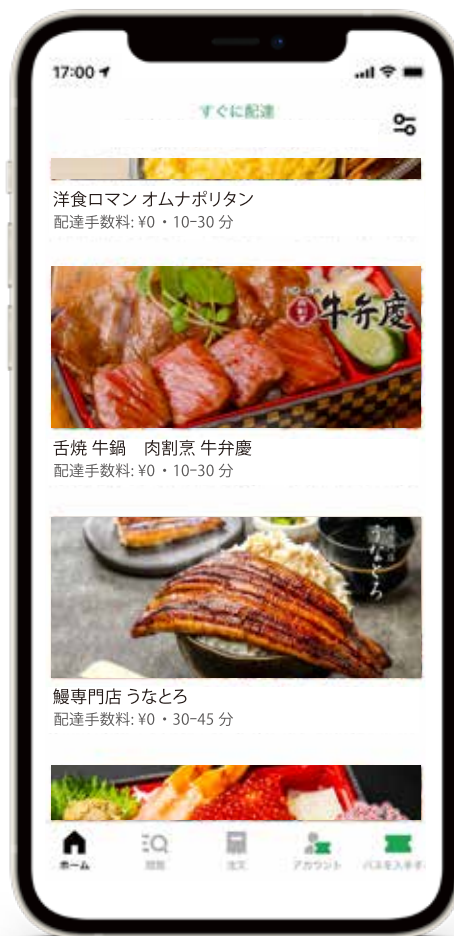 17:00
すぐに配達
洋食ロマン オムナポリタン
配達手数料: ¥0 ・ 10-30 分
牛弁慶
舌焼 牛鍋　肉割烹 牛弁慶
配達手数料: ¥0 ・ 10-30 分
うなとろ
鰻専門店 うなとろ
配達手数料: ¥0 ・ 30-45 分
ホーム
注文
アカウント